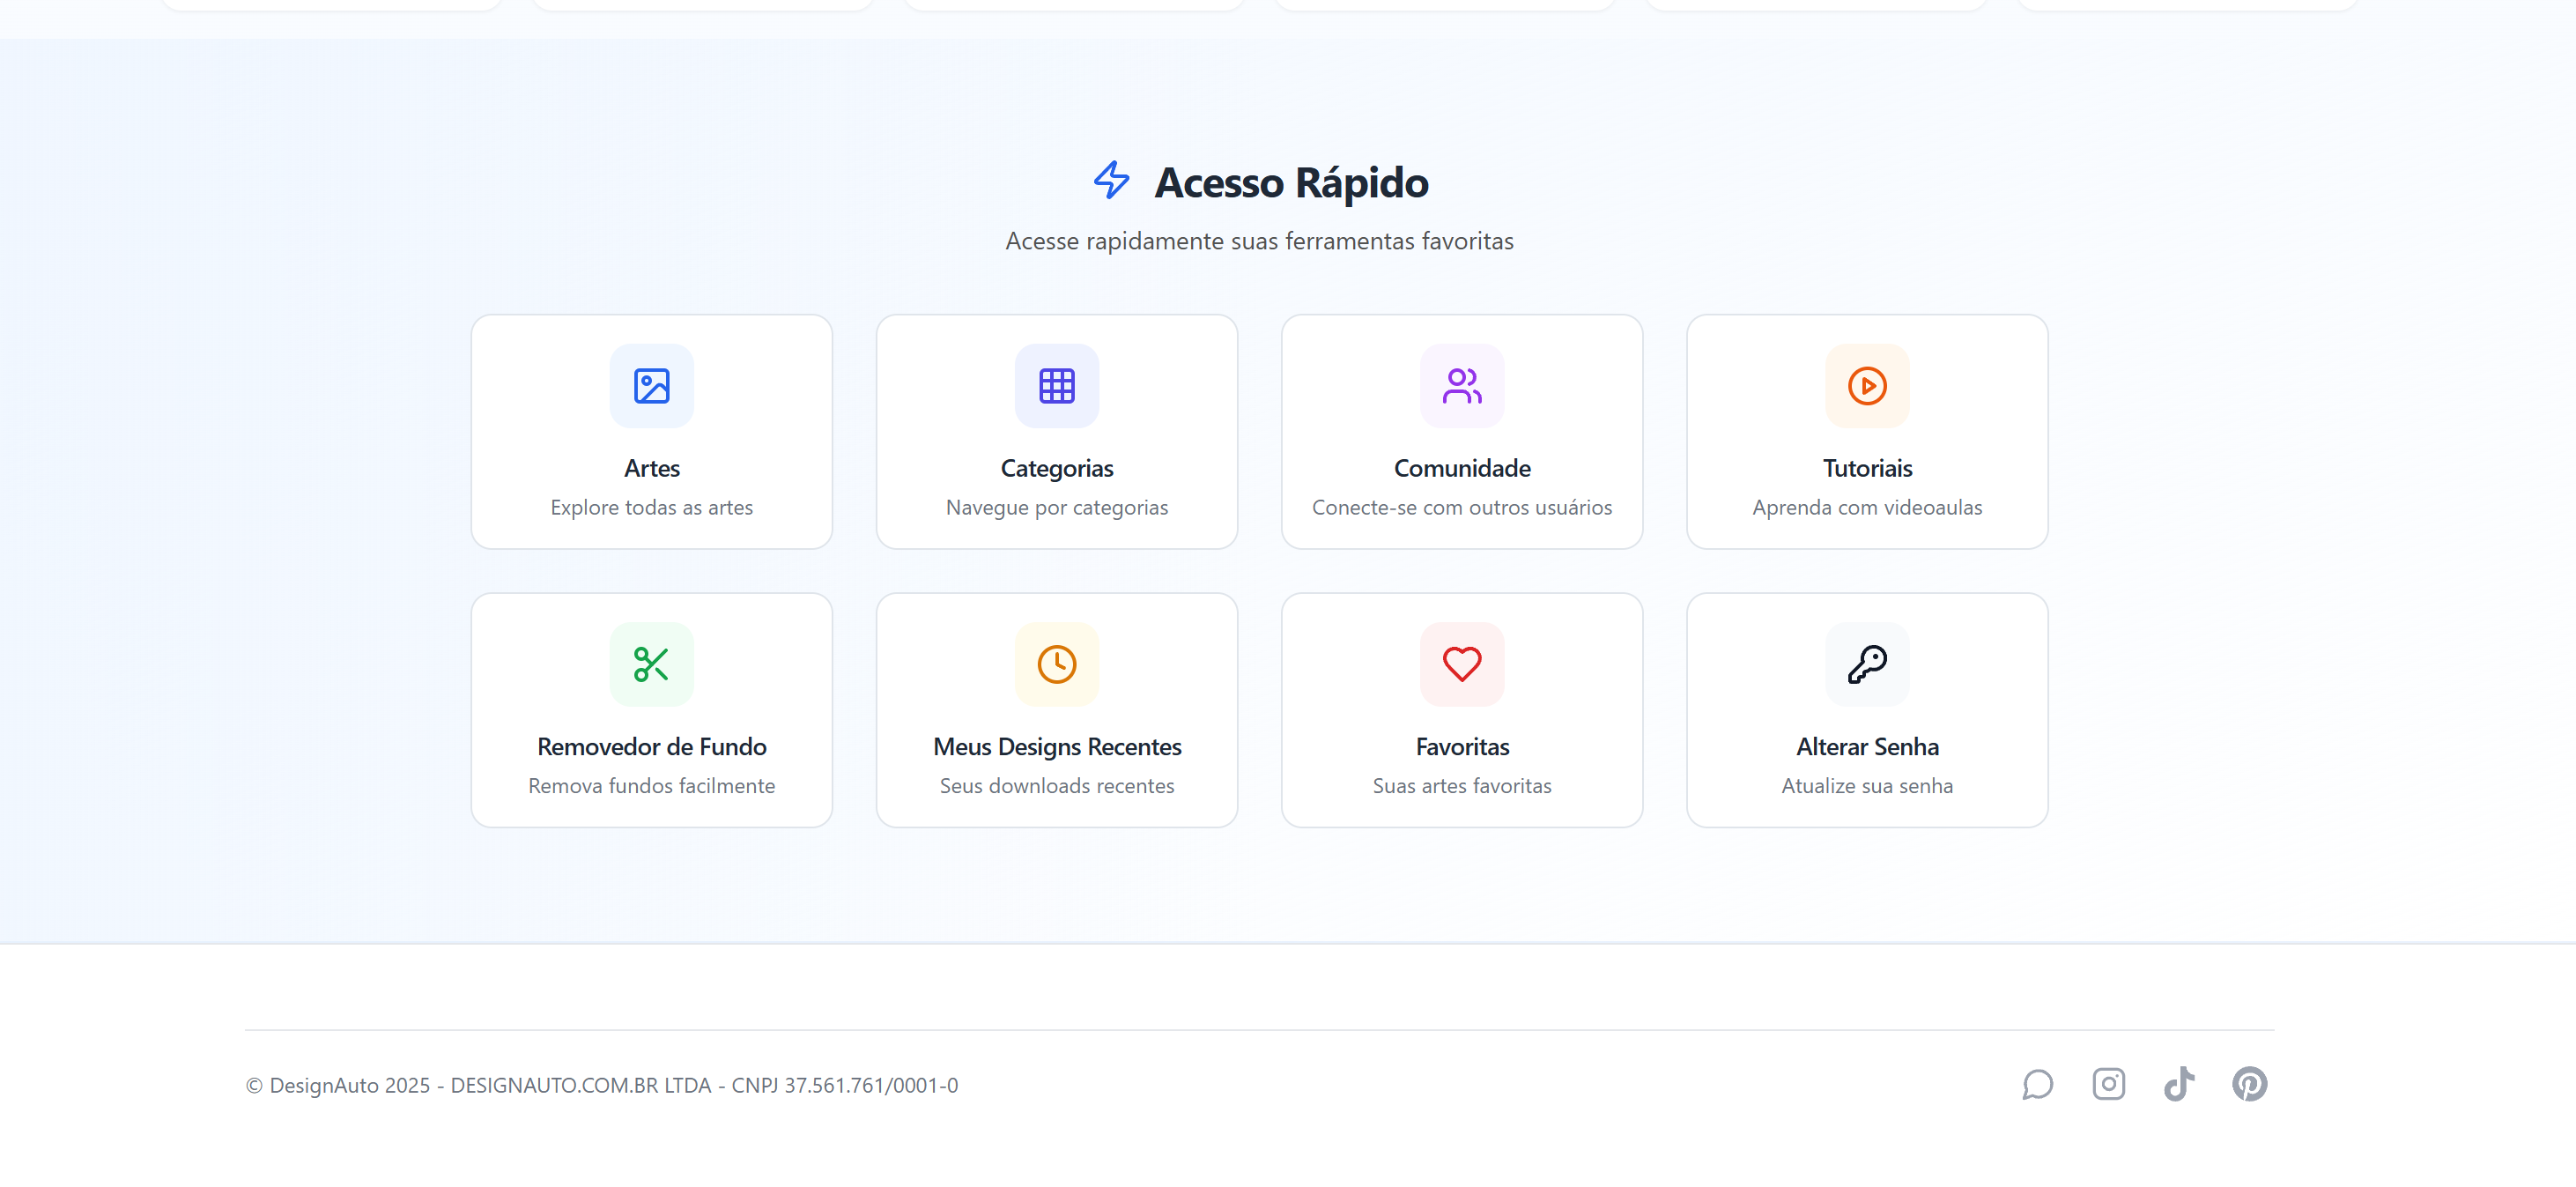 Acesso Rápido
Acesse rapidamente suas ferramentas favoritas
Artes
Explore todas as artes
Categorias
Navegue por categorias
Comunidade
Conecte-se com outros usuários
Tutoriais
Aprenda com videoaulas
Removedor de Fundo
Remova fundos facilmente
Meus Designs Recentes
Seus downloads recentes
Favoritas
Suas artes favoritas
Alterar Senha
Atualize sua senha
© DesignAuto 2025 - DESIGNAUTO.COM.BR LTDA - CNPJ 37.561.761/0001-0